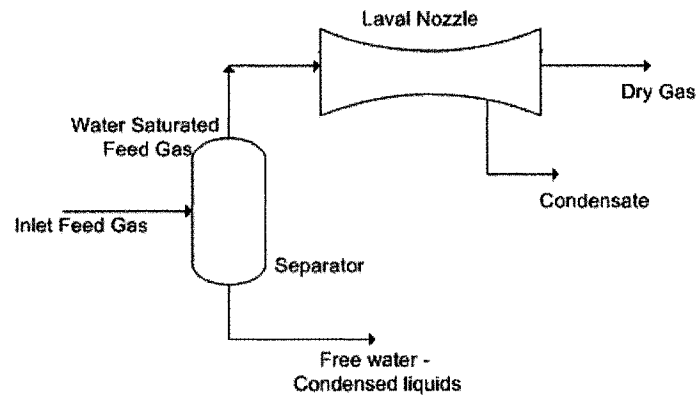 Laval Nozzle
Dry Gas
Water Saturated
Feed Gas
Condensate
Inlet Feed Gas
Separator
Free water -
Condensed liquids